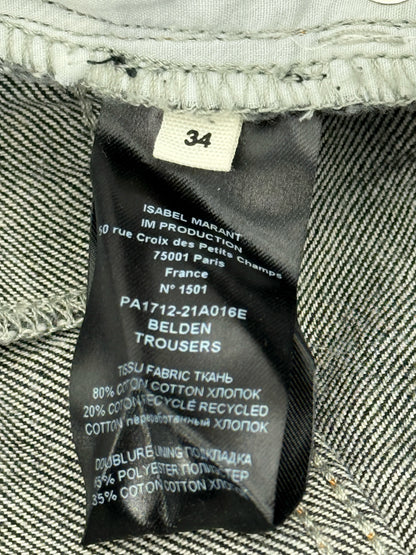 34
ISABEL MARANT
IM PRODUCTION
50 rue Croix des Petits Champs
75001 Paris
France
N° 1501
PA1712-21A016E
BELDEN
TROUSERS
TISSU FABRIC ТКАНЬ
80% COTON COTTON ХЛОПОК
20% COTON RECYCLE RECYCLED
COTTON переработанный ХЛОПОК
DOUBLURE LINING ПОДКЛАДКА
65% POLYESTER ПОЛИЭСТЕР
35% COTON COTTON ХЛОПОК